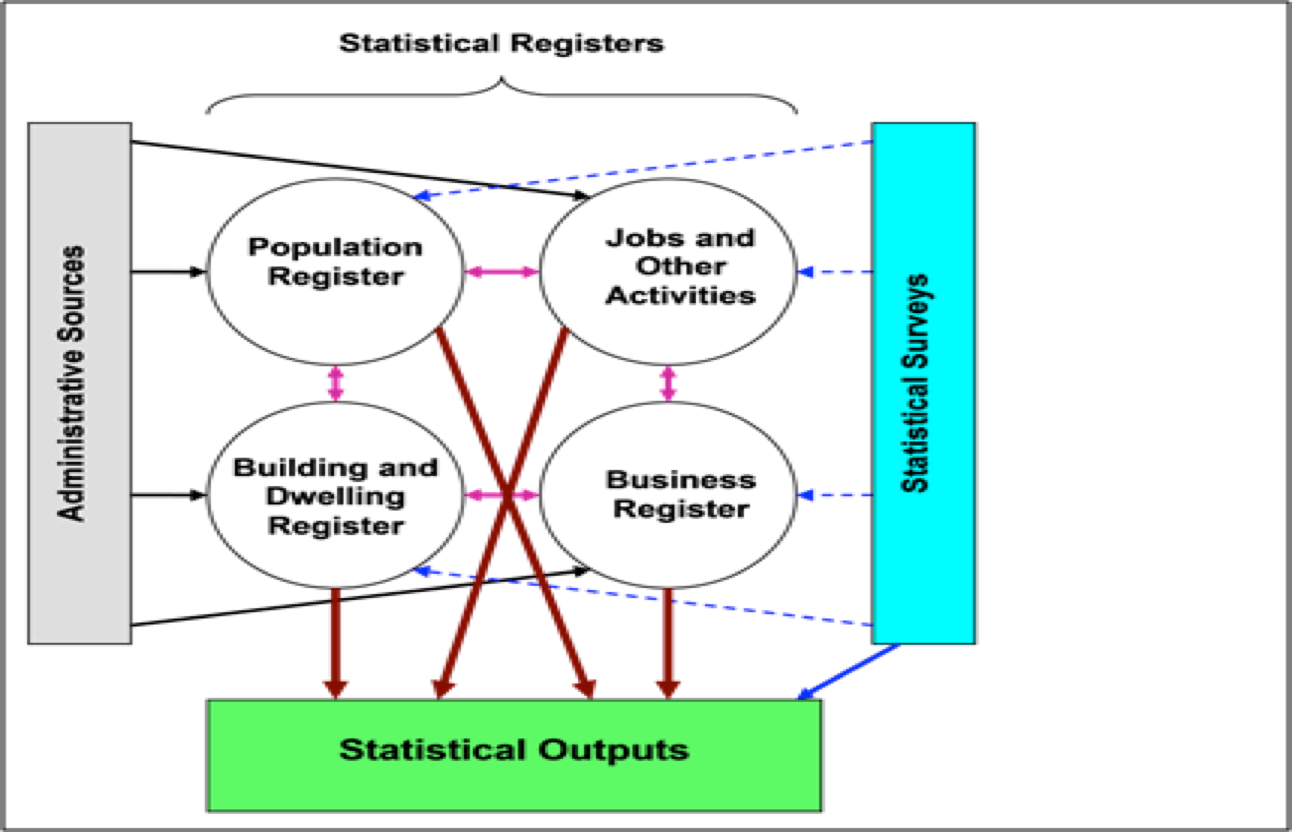 Statistical Registers
Administrative Sources
Population
Register
Jobs and
Other
Activities
Building and
Dwelling
Register
Business
Register
Statistical Surveys
Statistical Outputs